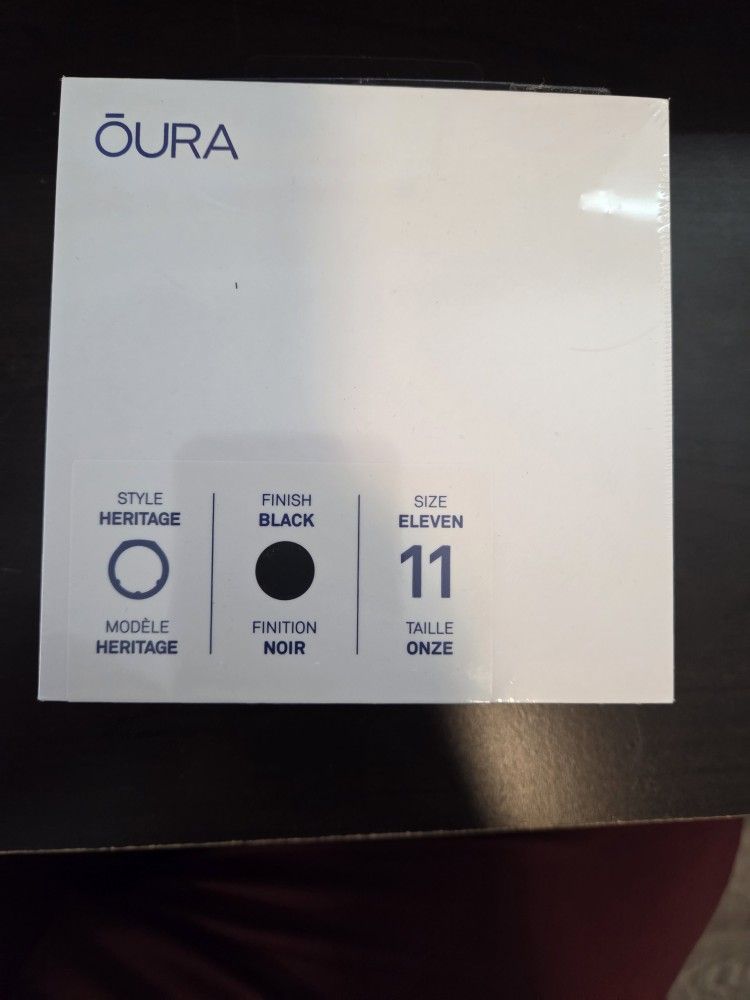 ŌURA
STYLE
HERITAGE
MODÈLE
HERITAGE
FINISH
BLACK
FINITION
NOIR
SIZE
ELEVEN
11
TAILLE
ONZE